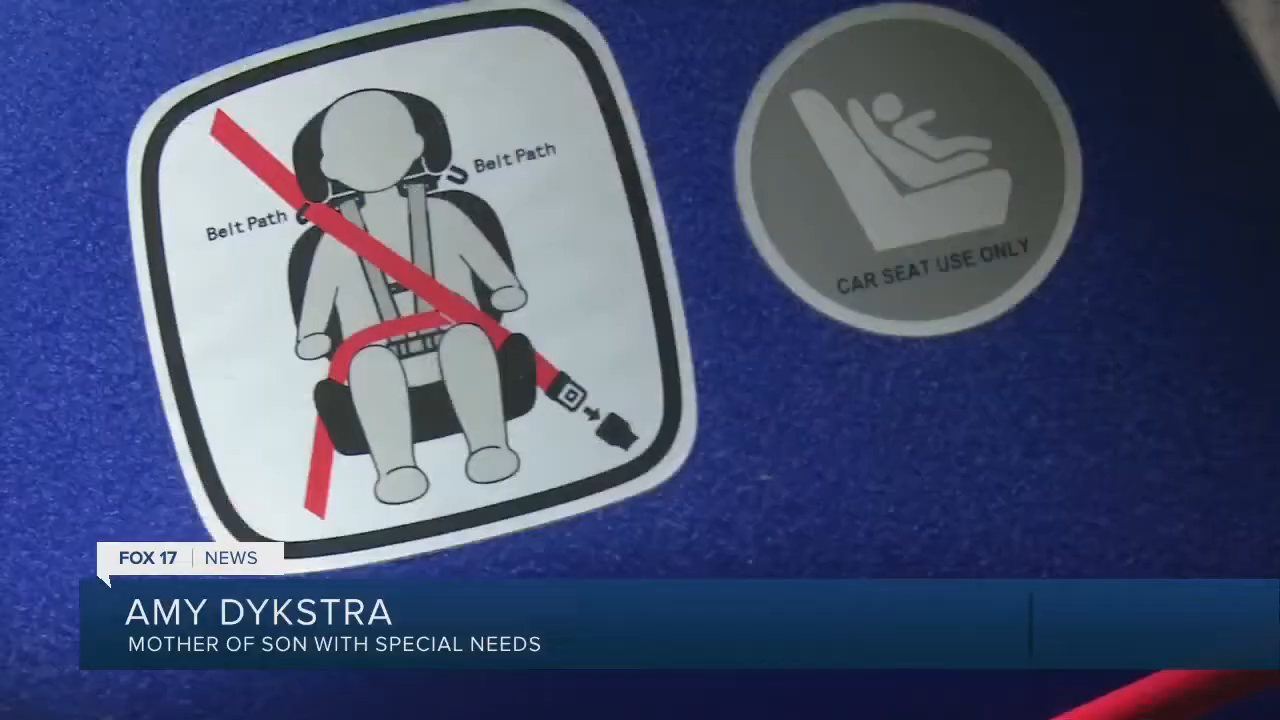 Belt Path
Belt Path
CAR SEAT USE ONLY
FOX 17 | NEWS
AMY DYKSTRA
MOTHER OF SON WITH SPECIAL NEEDS